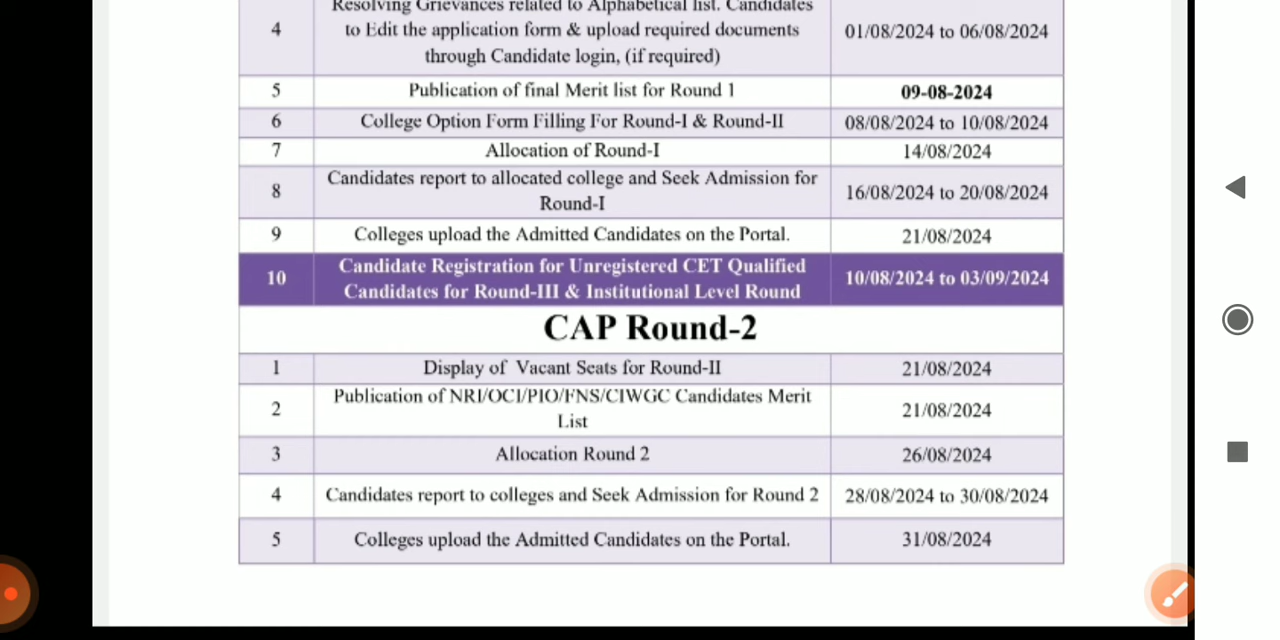 Resolving Grievances related to Alphabetical list. Candidates
4 to Edit the application form & upload required documents 01/08/2024 to 06/08/2024
through Candidate login, (if required)
5 Publication of final Merit list for Round 1 09-08-2024
6 College Option Form Filling For Round-I & Round-II 08/08/2024 to 10/08/2024
7 Allocation of Round-I 14/08/2024
8 Candidates report to allocated college and Seek Admission for 16/08/2024 to 20/08/2024
Round-I
9 Colleges upload the Admitted Candidates on the Portal. 21/08/2024
10 Candidate Registration for Unregistered CET Qualified 10/08/2024 to 03/09/2024
Candidates for Round-III & Institutional Level Round
CAP Round-2
1 Display of Vacant Seats for Round-II 21/08/2024
2 Publication of NRI/OCI/PIO/FNS/CIWGC Candidates Merit 21/08/2024
List
3 Allocation Round 2 26/08/2024
4 Candidates report to colleges and Seek Admission for Round 2 28/08/2024 to 30/08/2024
5 Colleges upload the Admitted Candidates on the Portal. 31/08/2024